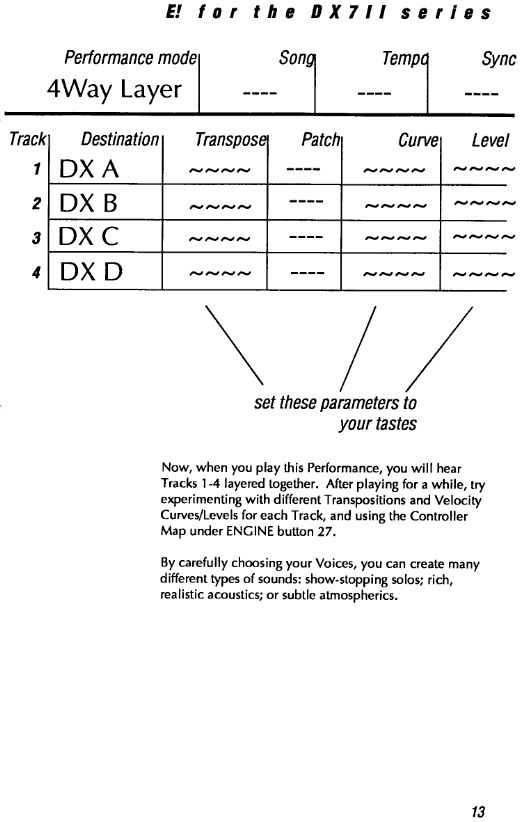 E! for the DX7II series
Performance mode Song Tempo Sync
4Way Layer ---- ---- ----
Track Destination Transpose Patch Curve Level
1 DX A ~~~~ ---- ~~~~ ~~~~
2 DX B ~~~~ ---- ~~~~ ~~~~
3 DX C ~~~~ ---- ~~~~ ~~~~
4 DX D ~~~~ ---- ~~~~ ~~~~
set these parameters to
your tastes
Now, when you play this Performance, you will hear
Tracks 1-4 layered together. After playing for a while, try
experimenting with different Transpositions and Velocity
Curves/Levels for each Track, and using the Controller
Map under ENGINE button 27.
By carefully choosing your Voices, you can create many
different types of sounds: show-stopping solos; rich,
realistic acoustics; or subtle atmospherics.
13